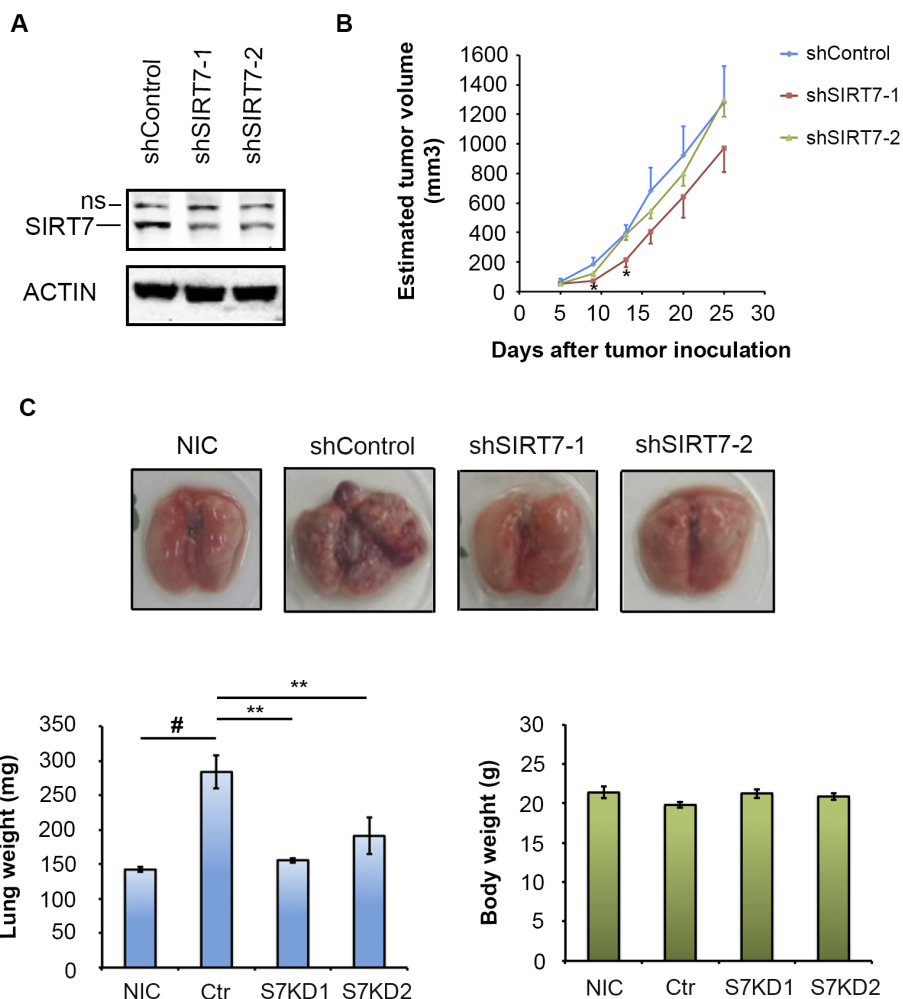 A
shControl
shSIRT7-1
shSIRT7-2
ns
SIRT7
ACTIN
B
Estimated tumor volume
(mm3)
1600
1400
1200
1000
800
600
400
200
0
* *
0 5 10 15 20 25 30
Days after tumor inoculation
shControl
shSIRT7-1
shSIRT7-2
C
NIC shControl shSIRT7-1 shSIRT7-2
Lung weight (mg)
350
300
250
200
150
100
50
0
#
**
**
NIC Ctr S7KD1 S7KD2
Body weight (g)
30
25
20
15
10
5
0
NIC Ctr S7KD1 S7KD2